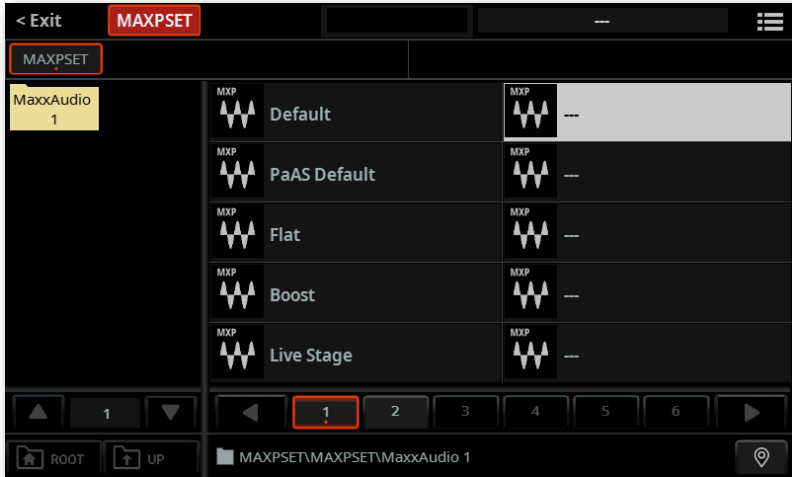 < Exit MAXPSET ---
MAXPSET
MaxxAudio
1
MXP Default MXP ---
MXP PaAS Default MXP ---
MXP Flat MXP ---
MXP Boost MXP ---
MXP Live Stage MXP ---
1 1 2 3 4 5 6
ROOT UP MAXPSET\MAXPSET\MaxxAudio 1